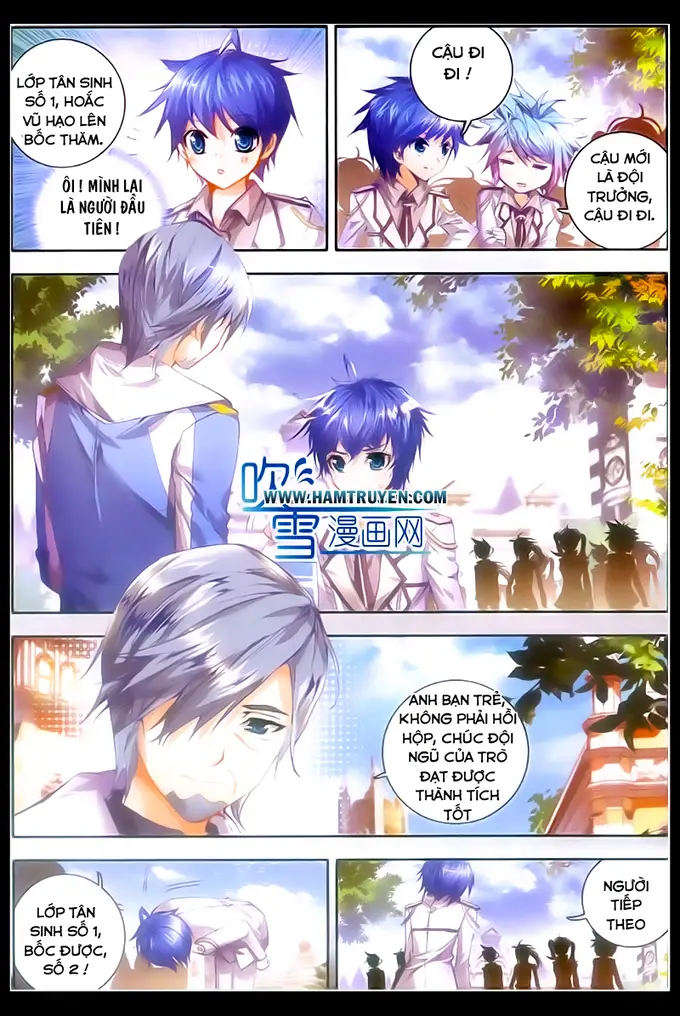 LỚP TÂN SINH
SỐ 1, HOẮC
VŨ HẠO LÊN
BỐC THĂM.
ÔI ! MÌNH LẠI
LÀ NGƯỜI ĐẦU
TIÊN !
CẬU ĐI
ĐI !
CẬU MỚI
LÀ ĐỘI
TRƯỞNG,
CẬU ĐI ĐI.
吹
WWW.HAMTRUYEN.COM
雪漫画网
ANH BẠN TRẺ,
KHÔNG PHẢI HỒI
HỘP, CHÚC ĐỘI
NGŨ CỦA TRÒ
ĐẠT ĐƯỢC
THÀNH TÍCH
TỐT
LỚP TÂN
SINH SỐ 1,
BỐC ĐƯỢC,
SỐ 2 !
NGƯỜI
TIẾP
THEO